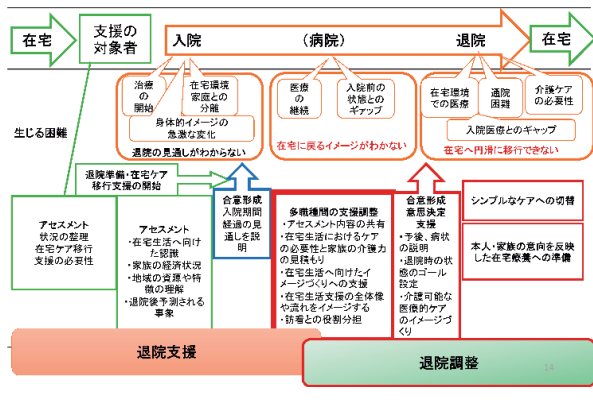 在宅
支援の
対象者
入院
（病院）
退院
在宅
生じる困難
治療
の
開始
在宅環境
家庭との
分離
身体的イメージの
急激な変化
退院の見通しがわからない
医療
の
継続
入院前の
状態との
ギャップ
在宅に戻るイメージがわかない
在宅環境
での医療
通院
困難
介護ケア
の必要性
入院医療とのギャップ
在宅へ円滑に移行できない
退院準備・在宅ケア
移行支援の開始
アセスメント
状況の整理
在宅ケア移行
支援の必要性
アセスメント
・在宅生活へ向け
た認識
・家族の経済状況
・地域の資源や特
徴の理解
・退院後予測される
事象
合意形成
入院期間
経過の見
通しを説
明
多職種間の支援調整
・アセスメント内容の共有
・在宅生活におけるケア
の必要性と家族の介護力
の見積もり
・在宅生活へ向けたイ
メージづくりへの支援
・在宅生活支援の全体像
や流れをイメージする
・訪看との役割分担
合意形成
意思決定
支援
・予後、病状
の説明
・退院時の状
態のゴール
設定
・介護可能な
医療的ケア
のイメージづ
くり
シンプルなケアへの切替
本人・家族の意向を反映
した在宅療養への準備
退院支援
退院調整
14